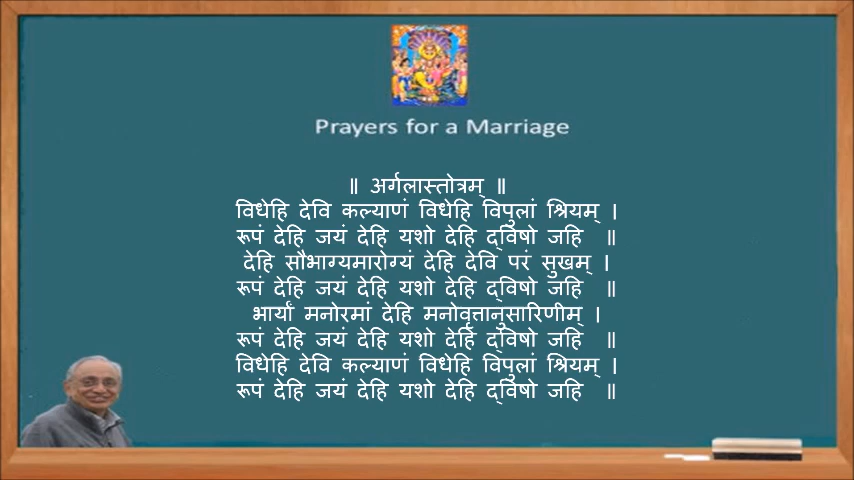 Prayers for a Marriage
॥ अर्गलास्तोत्रम् ॥
विधेहि देवि कल्याणं विधेहि विपुलां श्रियम् ।
रूपं देहि जयं देहि यशो देहि द्विषो जहि ॥
देहि सौभाग्यमारोग्यं देहि देवि परं सुखम् ।
रूपं देहि जयं देहि यशो देहि द्विषो जहि ॥
भार्यां मनोरमां देहि मनोवृत्तानुसारिणीम् ।
रूपं देहि जयं देहि यशो देहि द्विषो जहि ॥
विधेहि देवि कल्याणं विधेहि विपुलां श्रियम् ।
रूपं देहि जयं देहि यशो देहि द्विषो जहि ॥